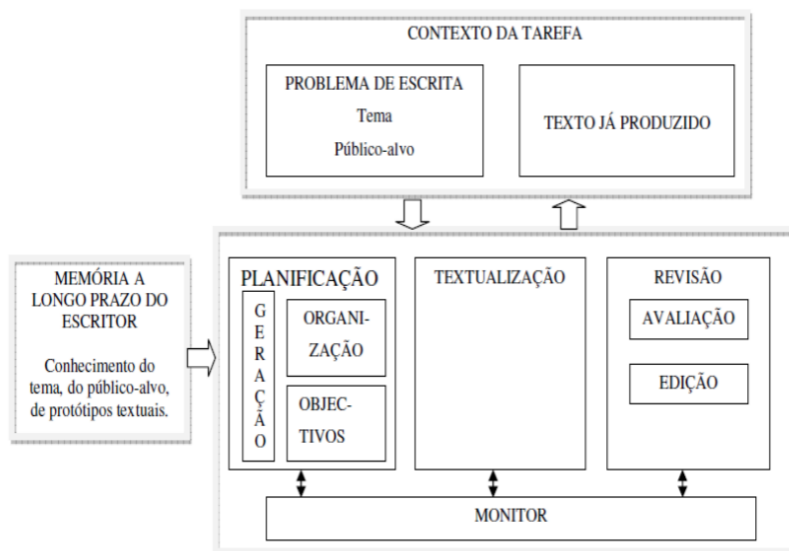 CONTEXTO DA TAREFA
PROBLEMA DE ESCRITA
Tema
Público-alvo
TEXTO JÁ PRODUZIDO
MEMÓRIA A
LONGO PRAZO DO
ESCRITOR
Conhecimento do
tema, do público-alvo,
de protótipos textuais.
PLANIFICAÇÃO
GERAÇÃO
ORGANI-
ZAÇÃO
OBJEC-
TIVOS
TEXTUALIZAÇÃO
REVISÃO
AVALIAÇÃO
EDIÇÃO
MONITOR